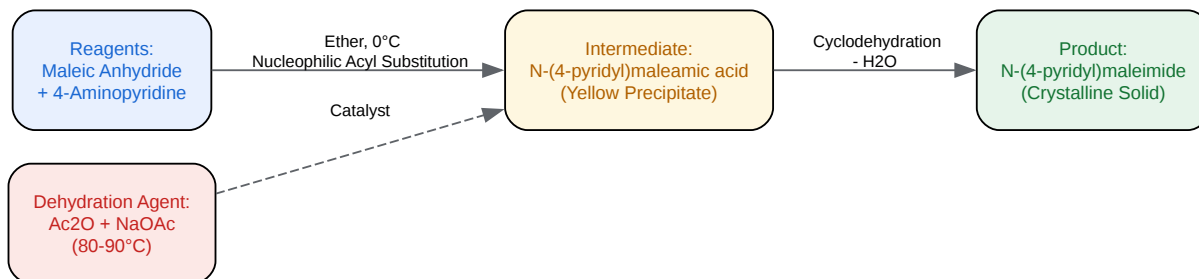 Reagents:
Maleic Anhydride
+ 4-Aminopyridine
Ether, 0°C
Nucleophilic Acyl Substitution
Intermediate:
N-(4-pyridyl)maleamic acid
(Yellow Precipitate)
Cyclodehydration
- H2O
Product:
N-(4-pyridyl)maleimide
(Crystalline Solid)
Catalyst
Dehydration Agent:
Ac2O + NaOAc
(80-90°C)